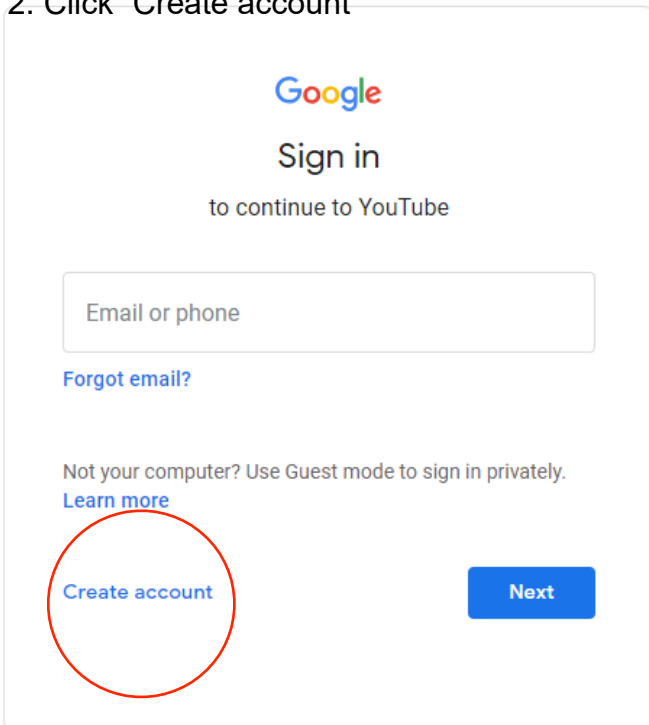 2. Click "Create account"
Google
Sign in
to continue to YouTube
Email or phone
Forgot email?
Not your computer? Use Guest mode to sign in privately.
Learn more
Create account
Next